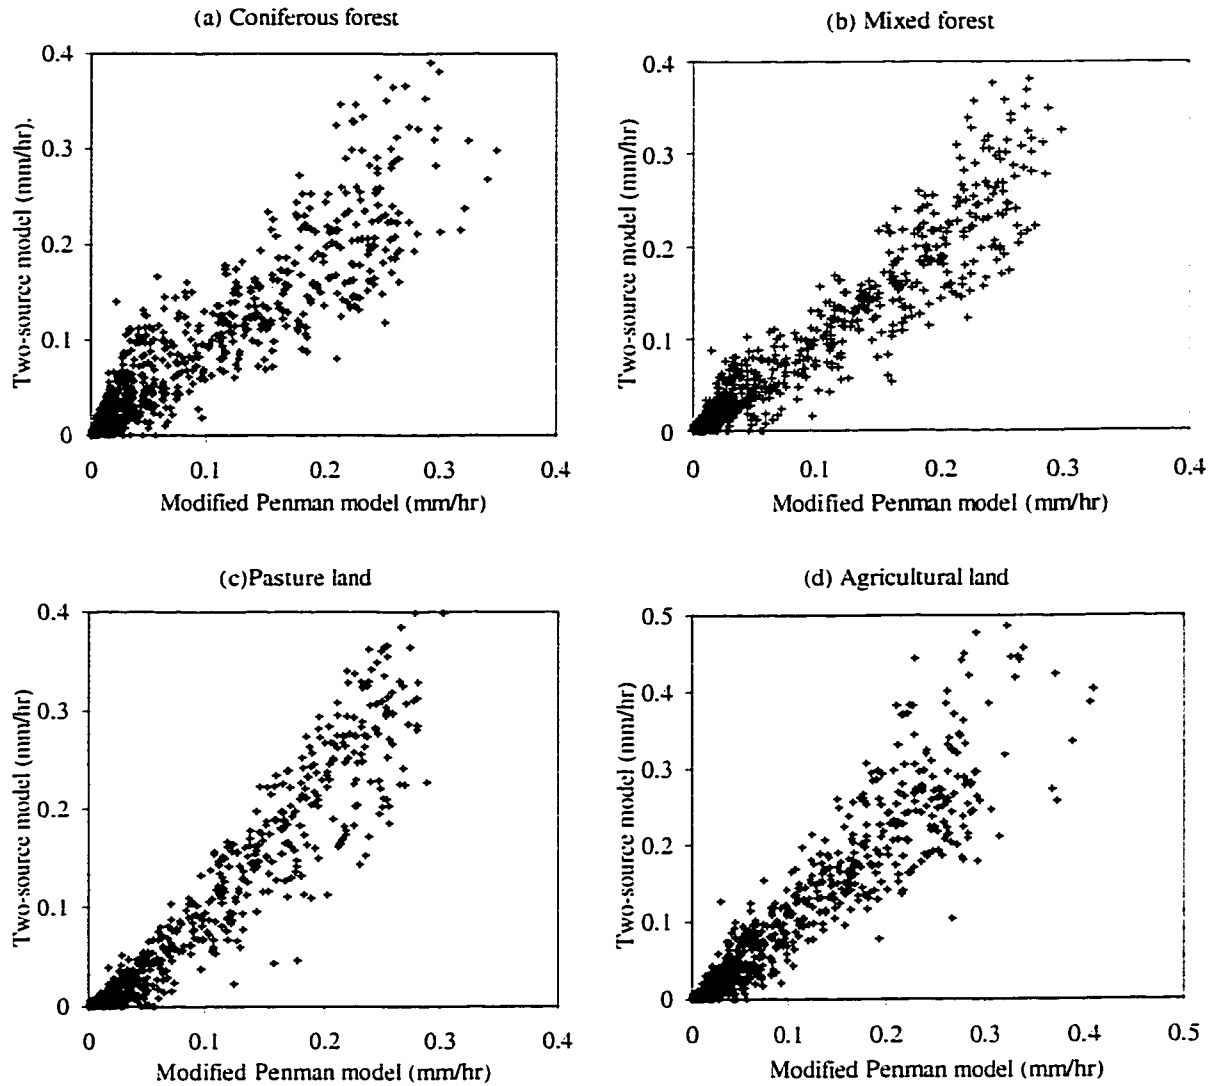 (a) Coniferous forest
0.4
0.3
0.2
0.1
0
Two-source model (mm/hr).
0 0.1 0.2 0.3 0.4
Modified Penman model (mm/hr)
(b) Mixed forest
0.4
0.3
0.2
0.1
0
Two-source model (mm/hr)
0 0.1 0.2 0.3 0.4
Modified Penman model (mm/hr)
(c)Pasture land
0.4
0.3
0.2
0.1
0
Two-source model (mm/hr)
0 0.1 0.2 0.3 0.4
Modified Penman model (mm/hr)
(d) Agricultural land
0.5
0.4
0.3
0.2
0.1
0
Two-source model (mm/hr)
0 0.1 0.2 0.3 0.4 0.5
Modified Penman model (mm/hr)